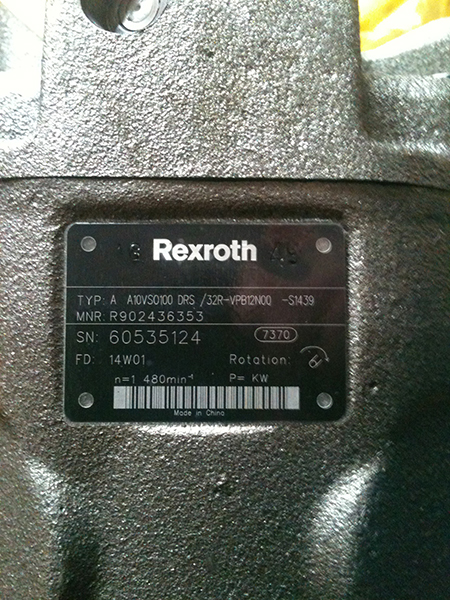 Rexroth
TYP: A A10VSO100 DRS /32R-VPB12N00 -S1439
MNR: R902436353
SN: 60535124 7370
FD: 14W01 Rotation:
n=1 480min⁻¹ P= KW
Made in China